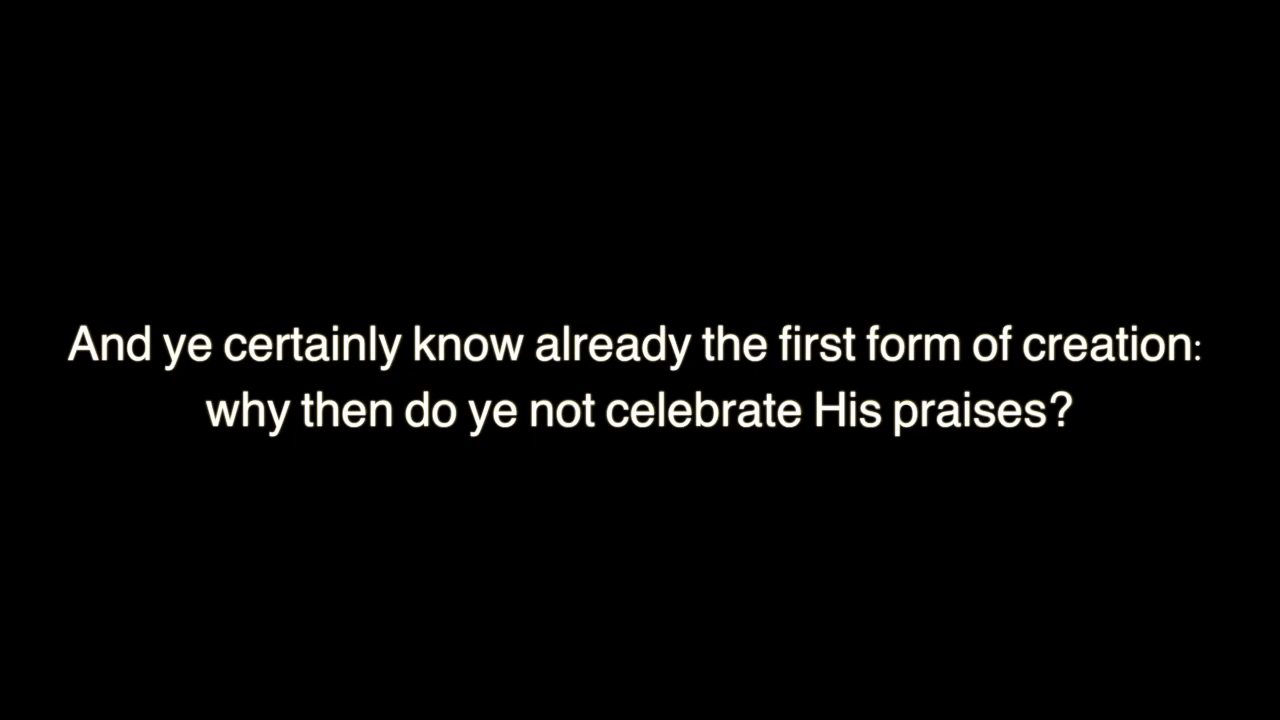 And ye certainly know already the first form of creation:
why then do ye not celebrate His praises?